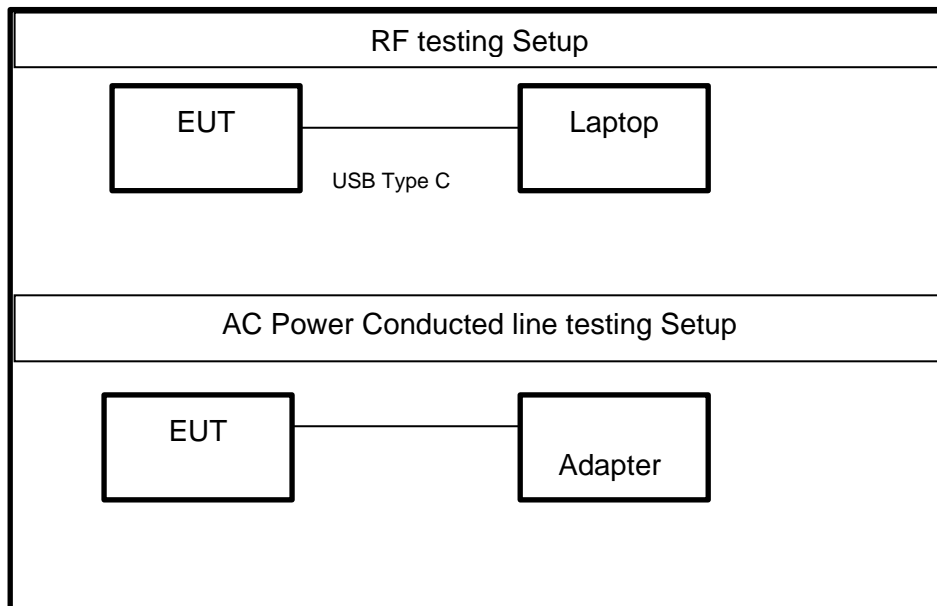 RF testing Setup
EUT
Laptop
USB Type C
AC Power Conducted line testing Setup
EUT
Adapter